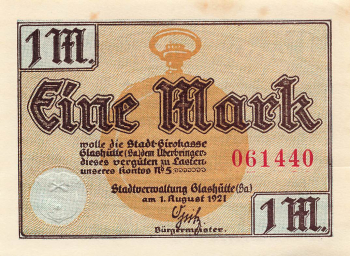 1 M.
Eine Mark
wolle die Stadt-Girokasse
Glashütte (Sa) dem Überbringer
dieses vergüten zu Lasten
unseres Kontos № 5
061440
Stadtverwaltung Glashütte (Sa)
am 1. August 1921
Bürgermeister.
1 M.